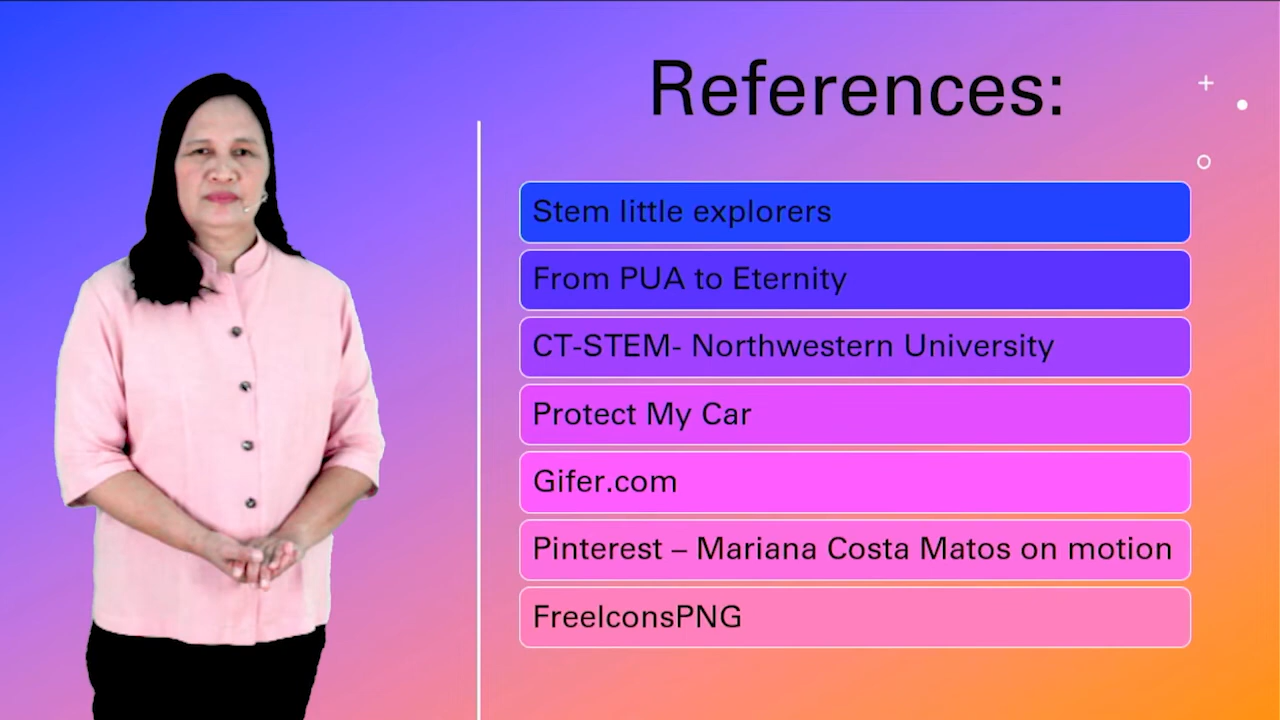 References:
Stem little explorers
From PUA to Eternity
CT-STEM- Northwestern University
Protect My Car
Gifer.com
Pinterest – Mariana Costa Matos on motion
FreeIconsPNG